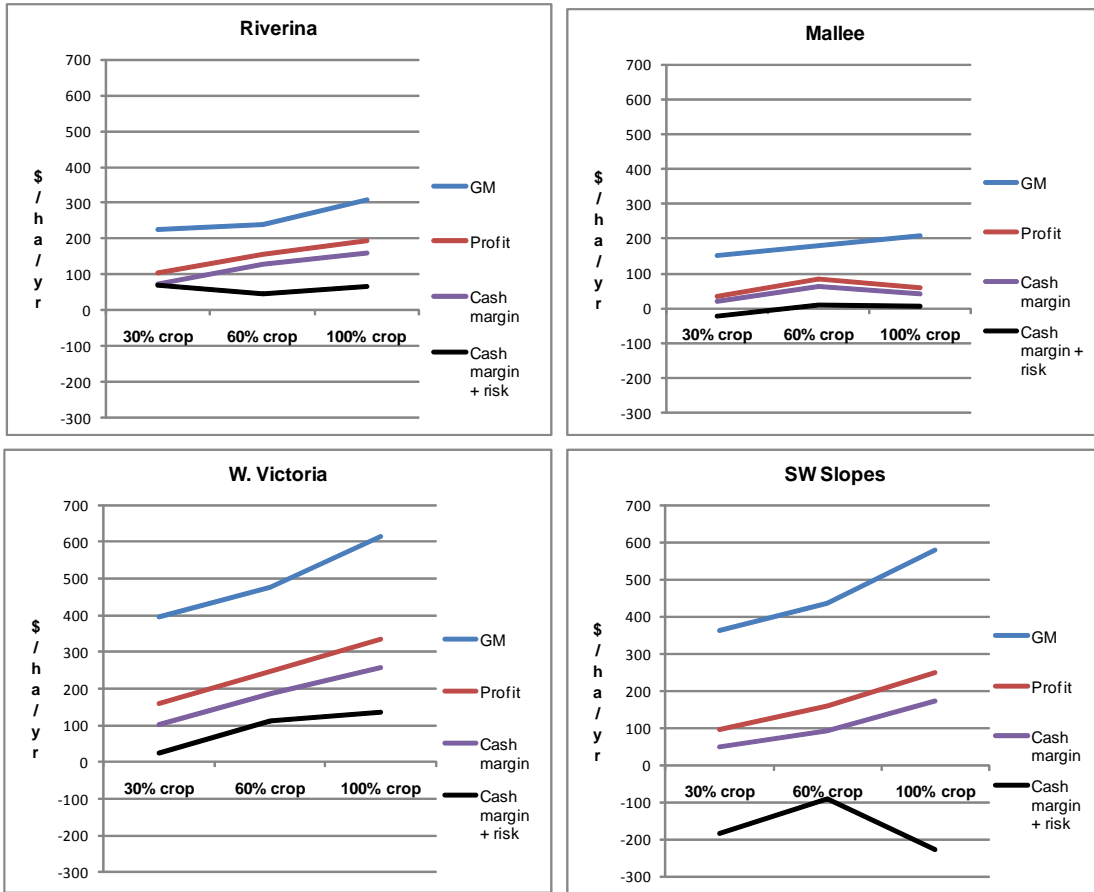 Riverina
700
600
500
400
300
200
100
0
-100
-200
-300
$
/
h
a
/
y
r
30% crop 60% crop 100% crop
GM
Profit
Cash
margin
Cash
margin
+ risk
Mallee
700
600
500
400
300
200
100
0
-100
-200
-300
$
/
h
a
/
y
r
30% crop 60% crop 100% crop
GM
Profit
Cash
margin
Cash
margin +
risk
W. Victoria
700
600
500
400
300
200
100
0
-100
-200
-300
$
/
h
a
/
y
r
30% crop 60% crop 100% crop
GM
Profit
Cash
margin
Cash
margin
+ risk
SW Slopes
700
600
500
400
300
200
100
0
-100
-200
-300
$
/
h
a
/
y
r
30% crop 60% crop 100% crop
GM
Profit
Cash
margin
Cash
margin
+ risk